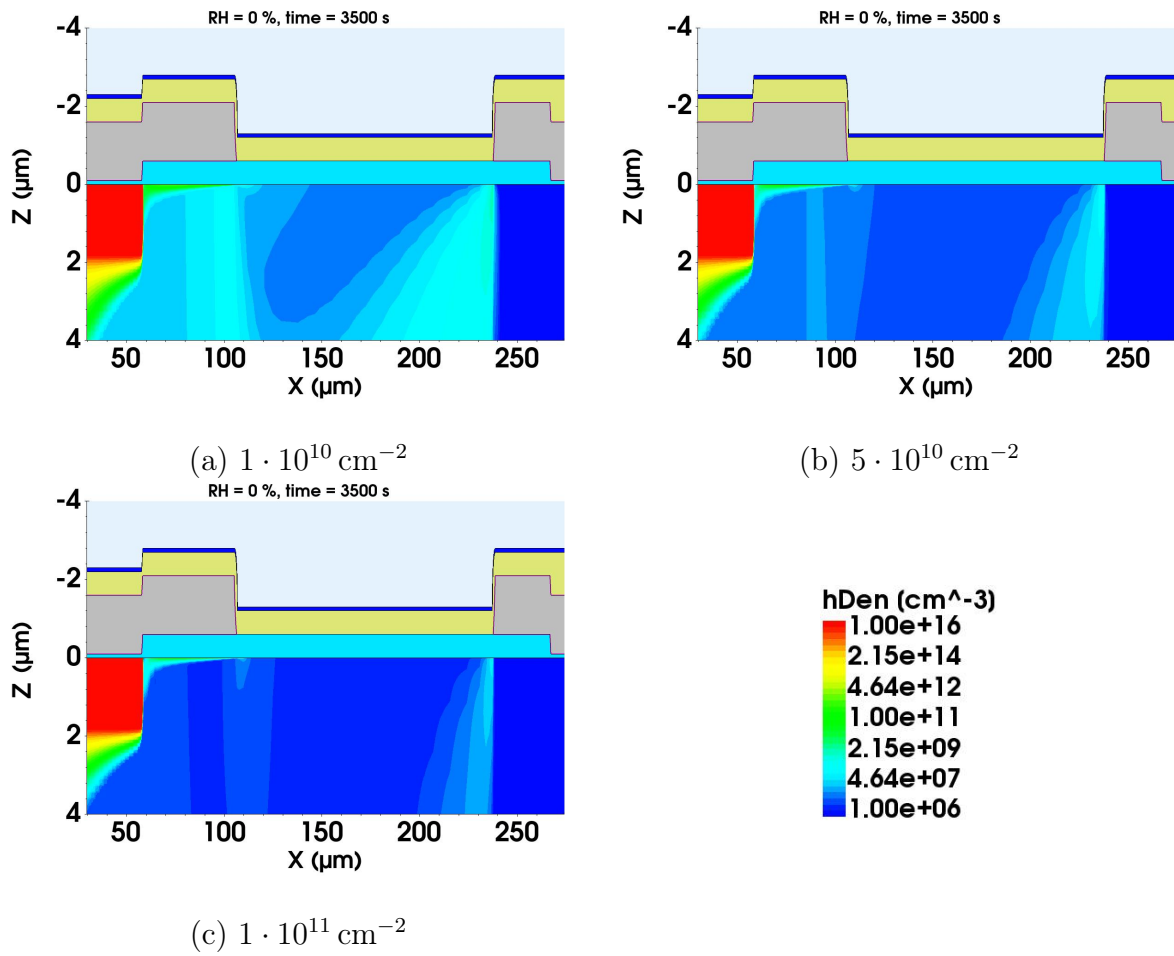 RH = 0 %, time = 3500 s
-4
-2
0
2
4
Z (µm)
50 100 150 200 250
X (µm)
(a) 1 · 10^10 cm^−2
RH = 0 %, time = 3500 s
-4
-2
0
2
4
Z (µm)
50 100 150 200 250
X (µm)
(b) 5 · 10^10 cm^−2
RH = 0 %, time = 3500 s
-4
-2
0
2
4
Z (µm)
50 100 150 200 250
X (µm)
(c) 1 · 10^11 cm^−2
hDen (cm^-3)
1.00e+16
2.15e+14
4.64e+12
1.00e+11
2.15e+09
4.64e+07
1.00e+06